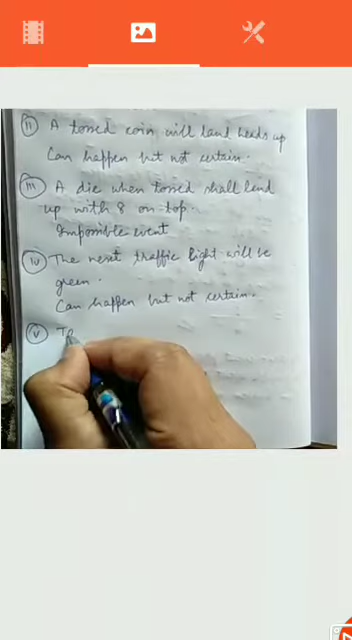 (ii) A tossed coin will land heads up
Can happen but not certain.
(iii) A die when tossed shall land
up with 8 on top.
Impossible event
(iv) The next traffic light will be
green.
Can happen but not certain.
(v) To